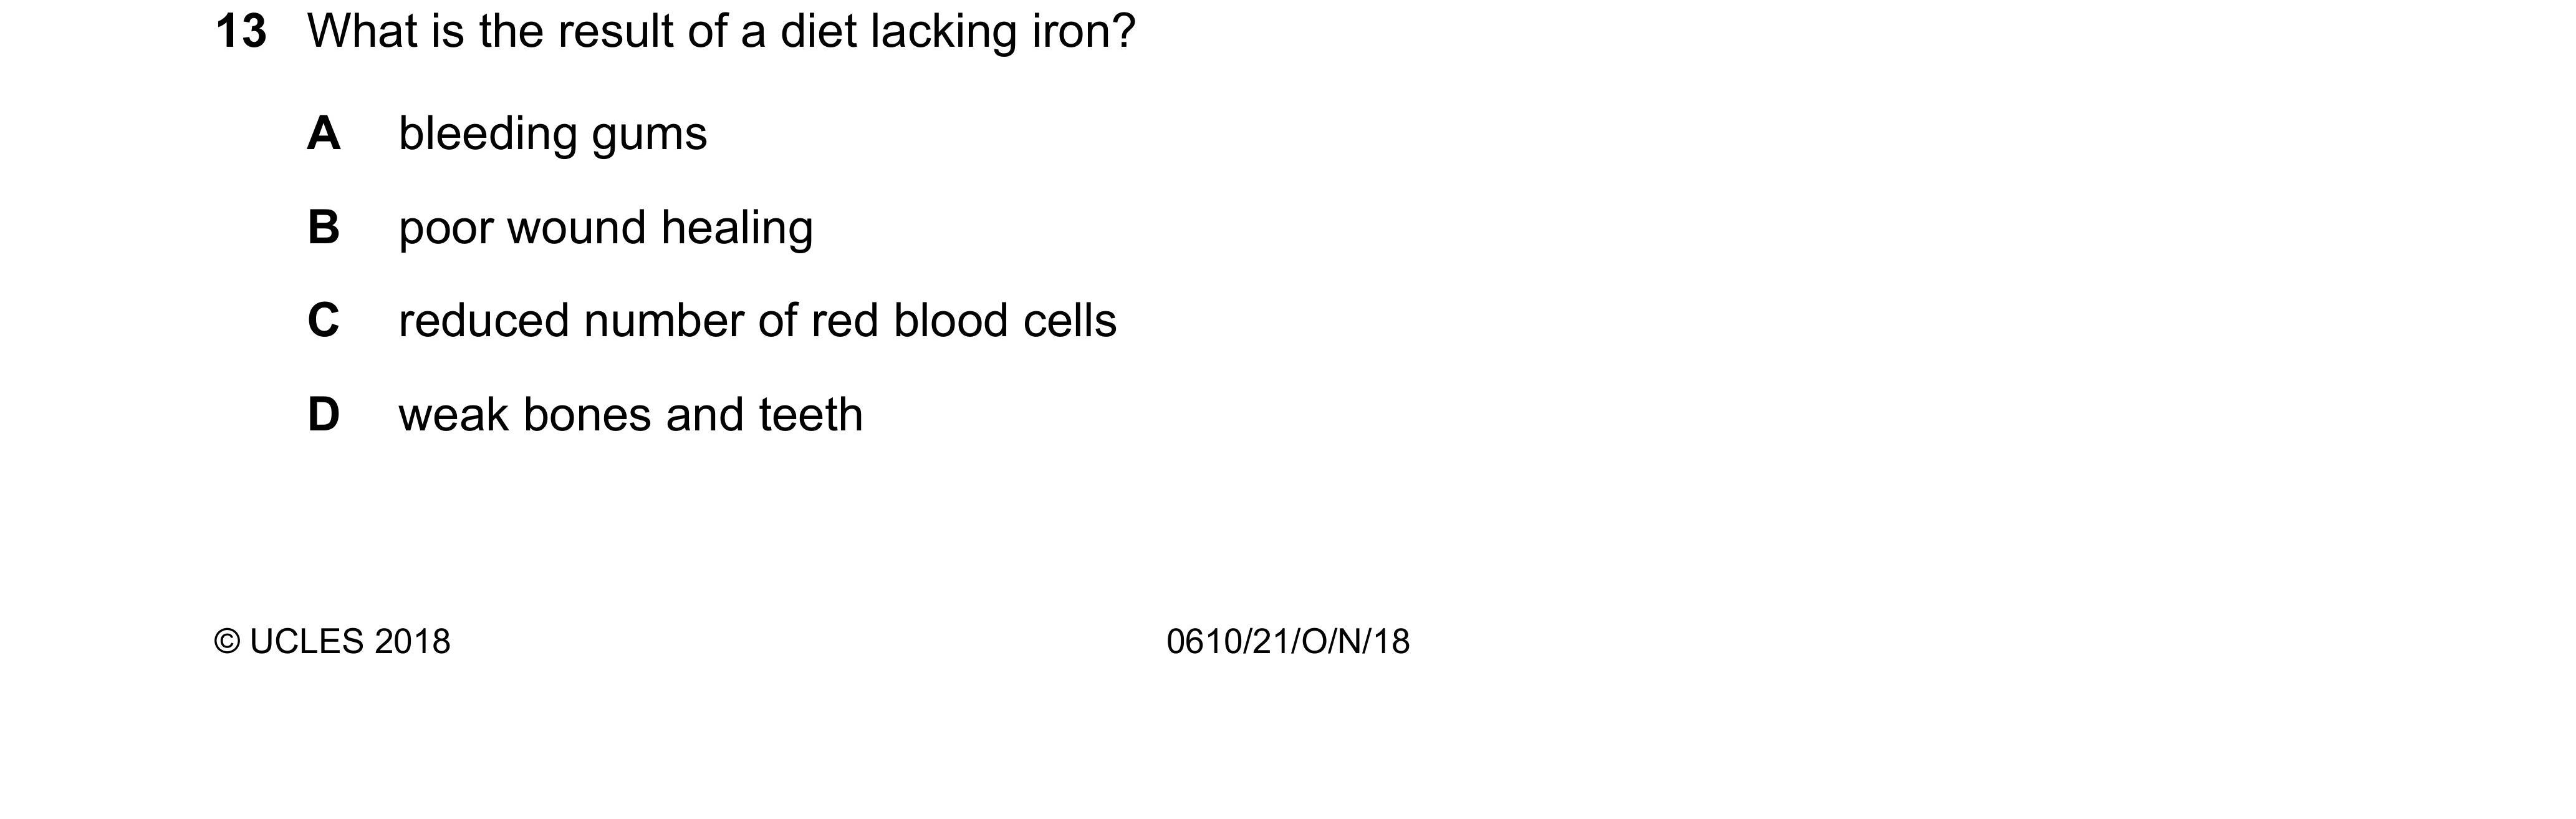 13 What is the result of a diet lacking iron?
A bleeding gums
B poor wound healing
C reduced number of red blood cells
D weak bones and teeth
© UCLES 2018 0610/21/O/N/18